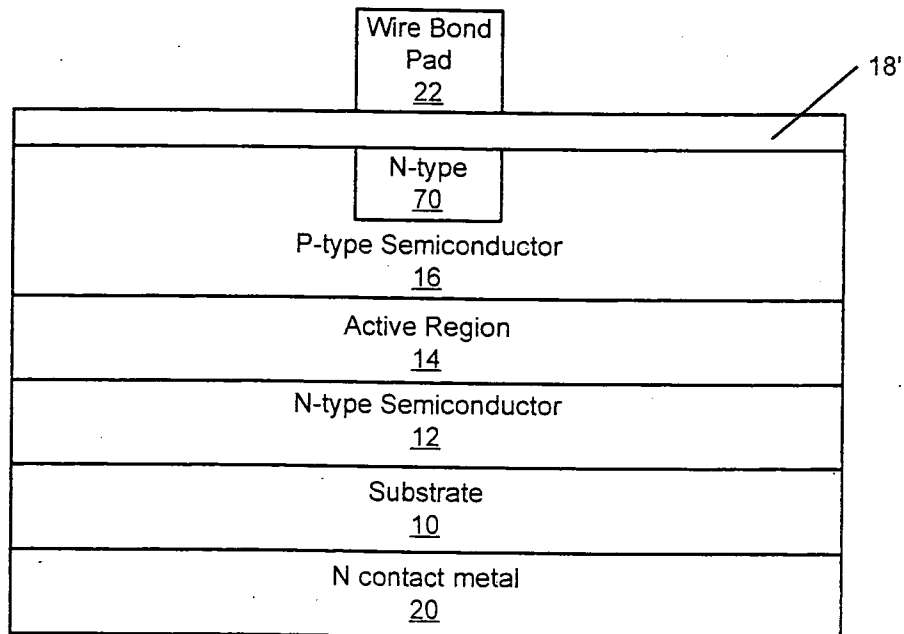 Wire Bond
Pad
22
18'
N-type
70
P-type Semiconductor
16
Active Region
14
N-type Semiconductor
12
Substrate
10
N contact metal
20